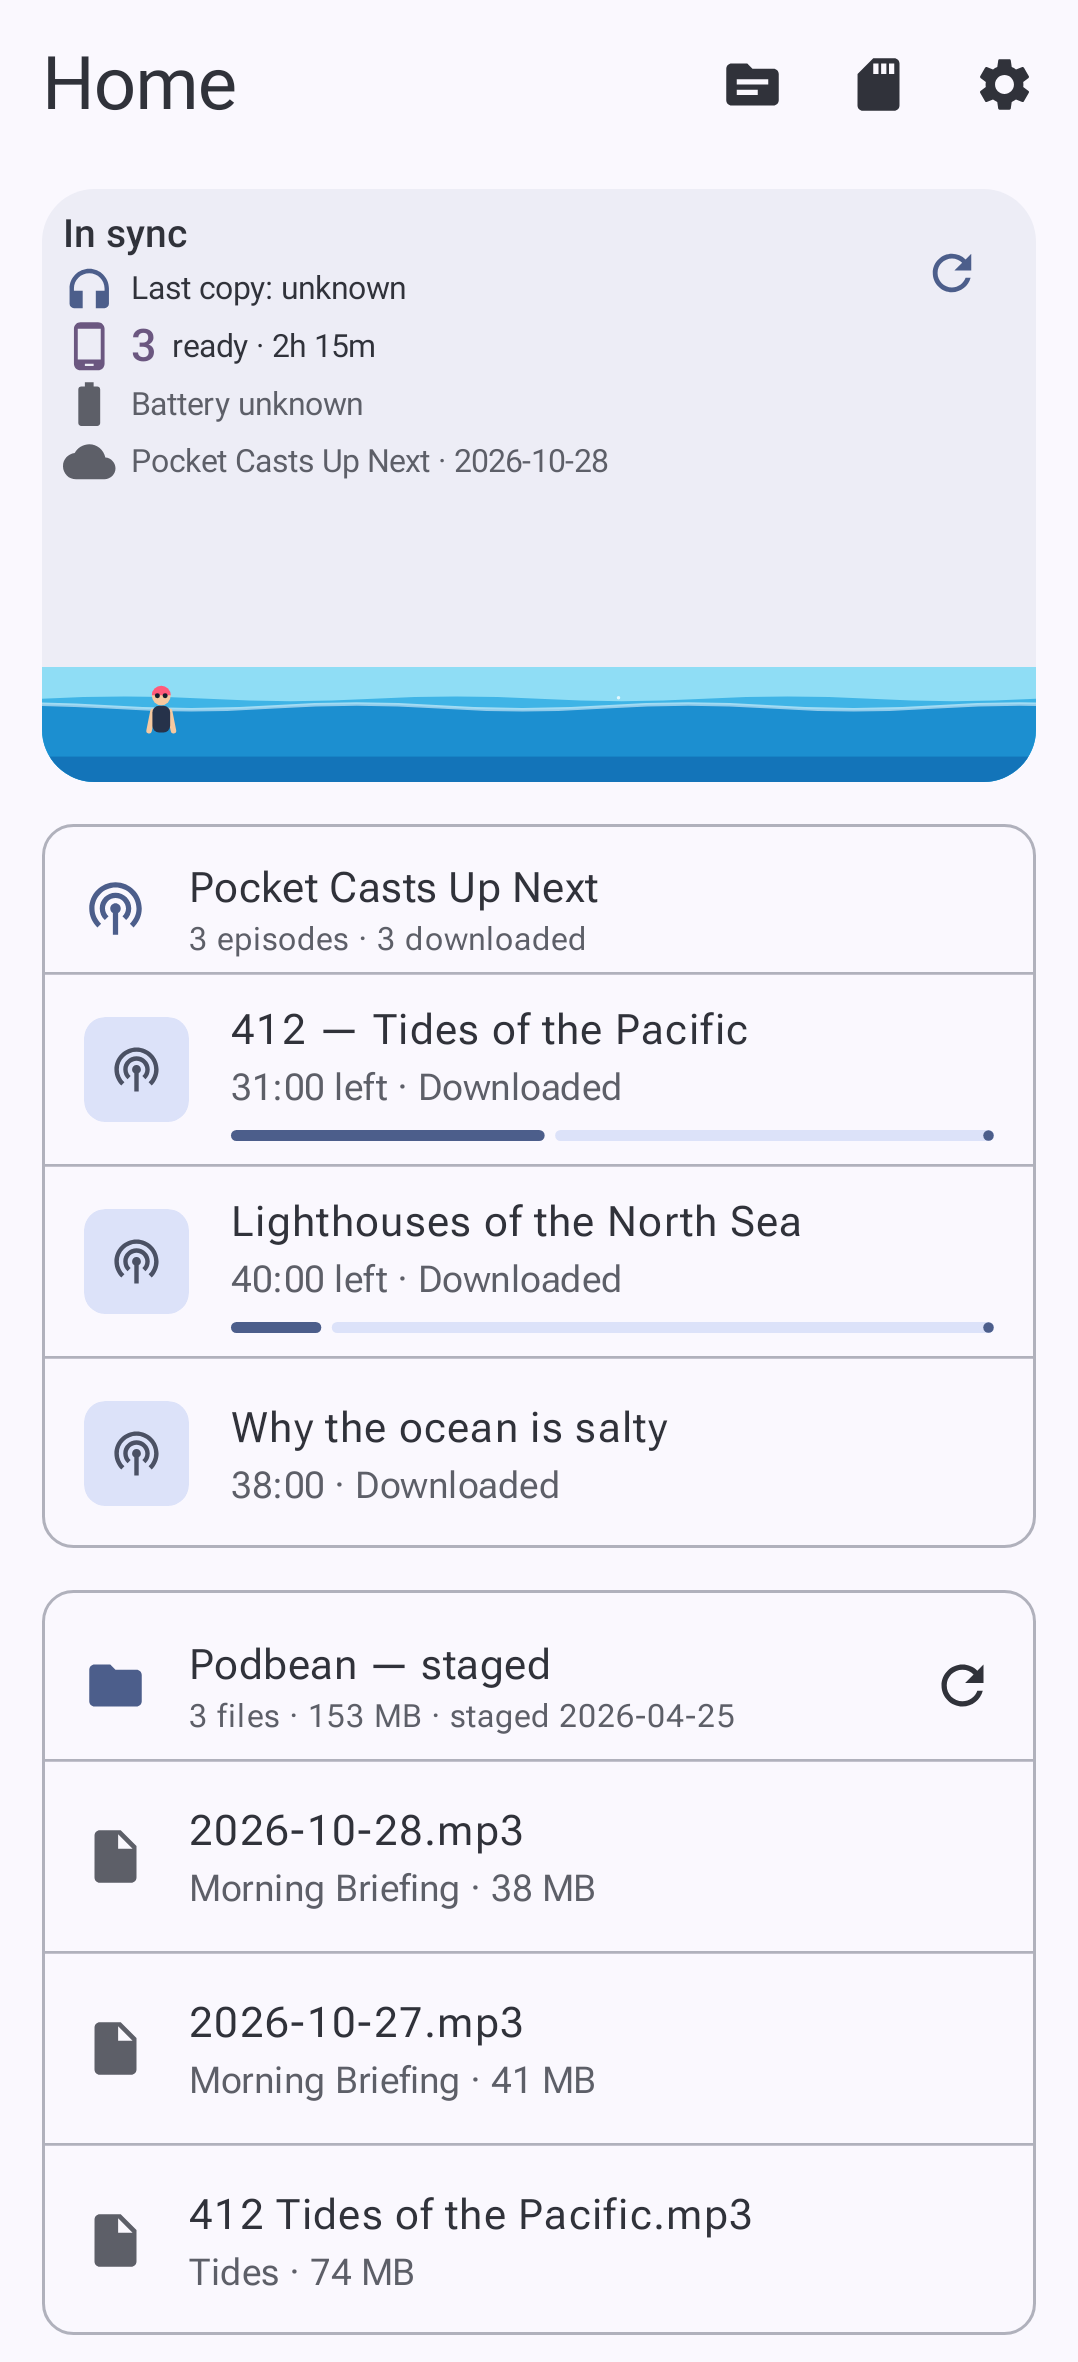 Home
In sync
Last copy: unknown
3 ready · 2h 15m
Battery unknown
Pocket Casts Up Next · 2026-10-28
Pocket Casts Up Next
3 episodes · 3 downloaded
412 — Tides of the Pacific
31:00 left · Downloaded
Lighthouses of the North Sea
40:00 left · Downloaded
Why the ocean is salty
38:00 · Downloaded
Podbean — staged
3 files · 153 MB · staged 2026-04-25
2026-10-28.mp3
Morning Briefing · 38 MB
2026-10-27.mp3
Morning Briefing · 41 MB
412 Tides of the Pacific.mp3
Tides · 74 MB